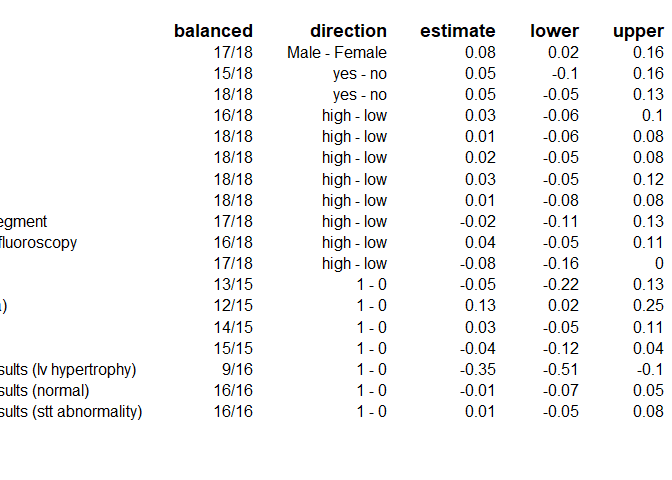 balanced direction estimate lower upper
17/18 Male - Female 0.08 0.02 0.16
15/18 yes - no 0.05 -0.1 0.16
18/18 yes - no 0.05 -0.05 0.13
16/18 high - low 0.03 -0.06 0.1
18/18 high - low 0.01 -0.06 0.08
18/18 high - low 0.02 -0.05 0.08
18/18 high - low 0.03 -0.05 0.12
18/18 high - low 0.01 -0.08 0.08
egment 17/18 high - low -0.02 -0.11 0.13
fluoroscopy 16/18 high - low 0.04 -0.05 0.11
17/18 high - low -0.08 -0.16 0
13/15 1 - 0 -0.05 -0.22 0.13
) 12/15 1 - 0 0.13 0.02 0.25
14/15 1 - 0 0.03 -0.05 0.11
15/15 1 - 0 -0.04 -0.12 0.04
sults (lv hypertrophy) 9/16 1 - 0 -0.35 -0.51 -0.1
sults (normal) 16/16 1 - 0 -0.01 -0.07 0.05
sults (stt abnormality) 16/16 1 - 0 0.01 -0.05 0.08